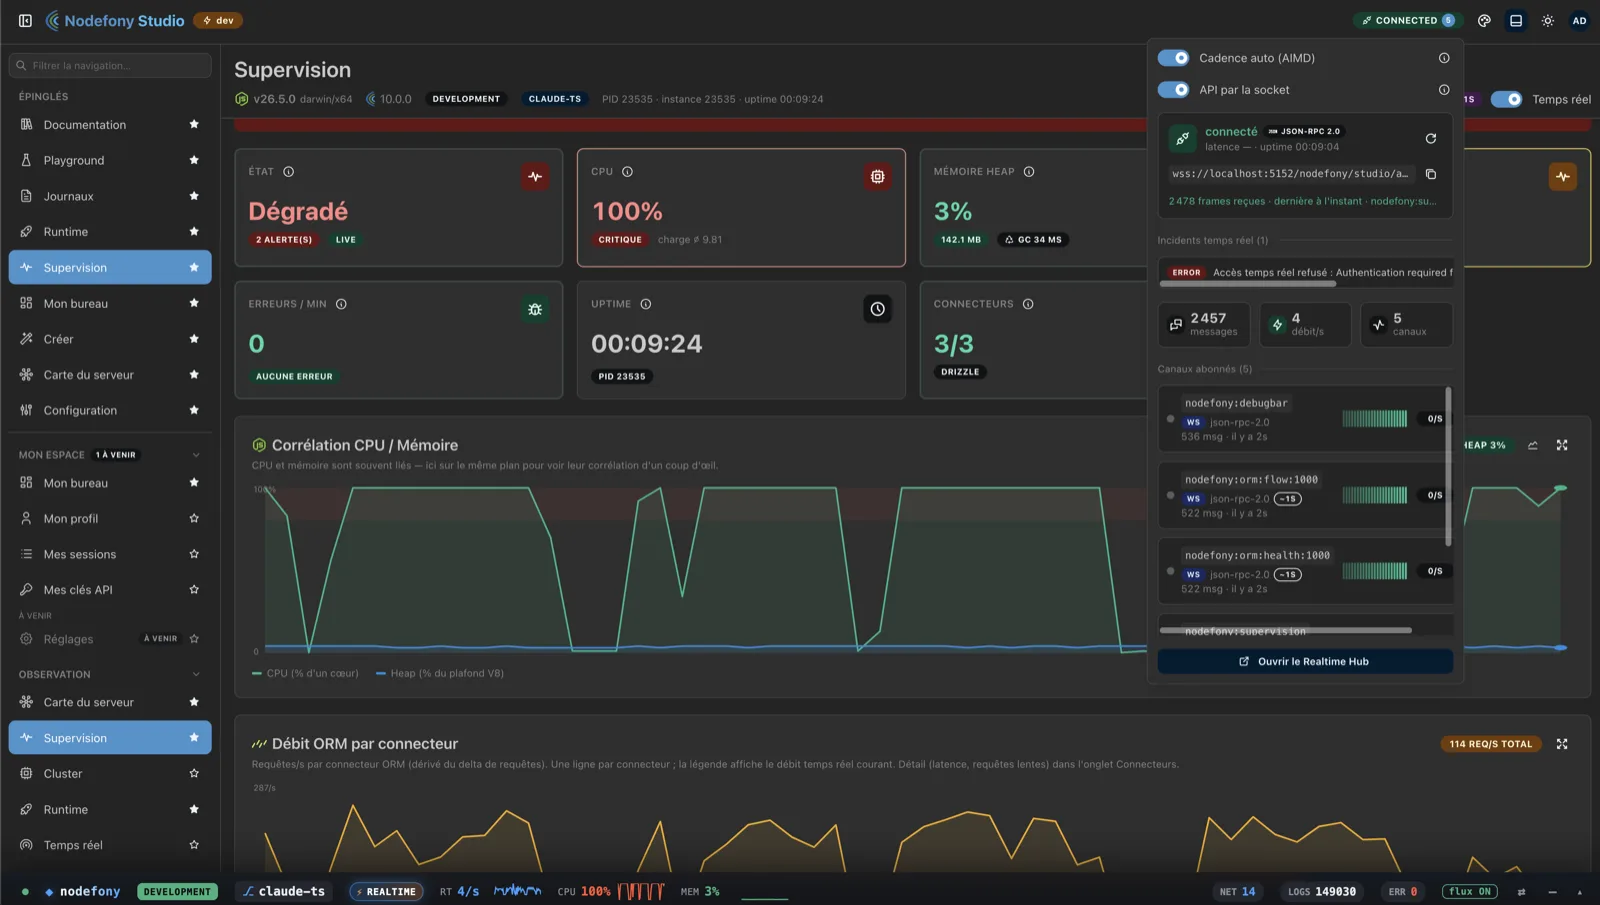 Nodefony Studio
dev
CONNECTED 5
AD
Filtrer la navigation...
ÉPINGLÉS
Documentation
Playground
Journaux
Runtime
Supervision
Mon bureau
Créer
Carte du serveur
Configuration
MON ESPACE 1 À VENIR
Mon bureau
Mon profil
Mes sessions
Mes clés API
À VENIR
Réglages À VENIR
OBSERVATION
Carte du serveur
Supervision
Cluster
Runtime
Temps réel
Supervision
v26.5.0 darwin/x64 10.0.0 DEVELOPMENT CLAUDE-TS PID 23535 · instance 23535 · uptime 00:09:24
1S Temps réel
ÉTAT
Dégradé
2 ALERTE(S) LIVE
CPU
100%
CRITIQUE charge ≠ 9.81
MÉMOIRE HEAP
3%
142.1 MB GC 34 MS
ERREURS / MIN
0
AUCUNE ERREUR
UPTIME
00:09:24
PID 23535
CONNECTEURS
3/3
DRIZZLE
Corrélation CPU / Mémoire
HEAP 3%
CPU et mémoire sont souvent liés — ici sur le même plan pour voir leur corrélation d'un coup d'œil.
100%
0
CPU (% d'un cœur) Heap (% du plafond V8)
Débit ORM par connecteur
114 REQ/S TOTAL
Requêtes/s par connecteur ORM (dérivé du delta de requêtes). Une ligne par connecteur ; la légende affiche le débit temps réel courant. Détail (latence, requêtes lentes) dans l'onglet Connecteurs.
287/s
Cadence auto (AIMD)
API par la socket
connecté JSON-RPC 2.0
latence — · uptime 00:09:04
wss://localhost:5152/nodefony/studio/a…
2 478 frames reçues · dernière à l'instant · nodefony:su...
Incidents temps réel (1)
ERROR Accès temps réel refusé : Authentication required f
2 457 messages
4 débit/s
5 canaux
Canaux abonnés (5)
nodefony:debugbar
WS json-rpc-2.0
536 msg · il y a 2s
0/S
nodefony:orm:flow:1000
WS json-rpc-2.0 ~1S
522 msg · il y a 2s
0/S
nodefony:orm:health:1000
WS json-rpc-2.0 ~1S
522 msg · il y a 2s
0/S
nodefony:supervision
Ouvrir le Realtime Hub
nodefony DEVELOPMENT claude-ts REALTIME RT 4/s CPU 100% MEM 3% NET 14 LOGS 149030 ERR 0 flux ON